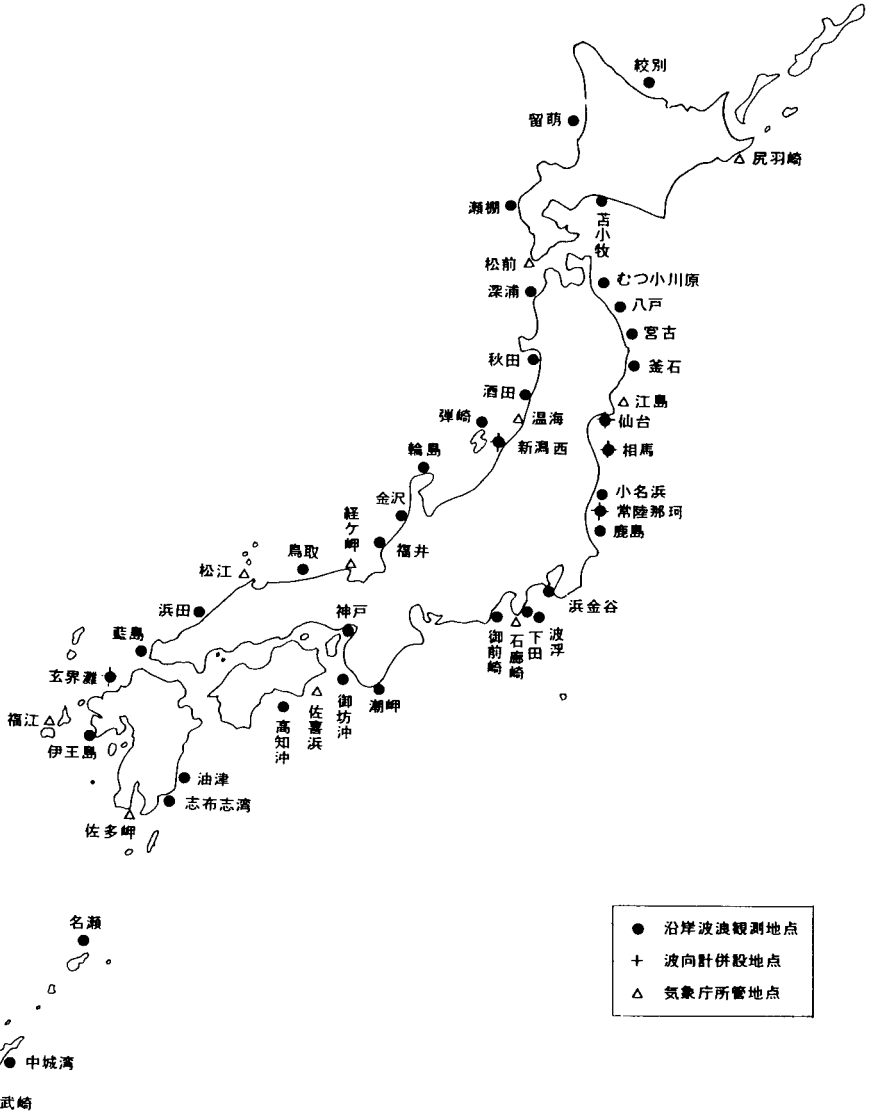 紋別
留萌
尻羽崎
瀬棚
苫小牧
松前
深浦
むつ小川原
八戸
宮古
秋田
釜石
酒田
江島
弾崎
温海
仙台
新潟西
相馬
輪島
小名浜
金沢
常陸那珂
経ケ岬
鹿島
福井
鳥取
松江
浜田
浜金谷
神戸
藍島
御前崎
石廊崎
下田
波浮
玄界灘
御坊沖
潮岬
佐喜浜
高知沖
福江
伊王島
油津
志布志湾
佐多岬
名瀬
沿岸波浪観測地点
波向計併設地点
気象庁所管地点
中城湾
武崎